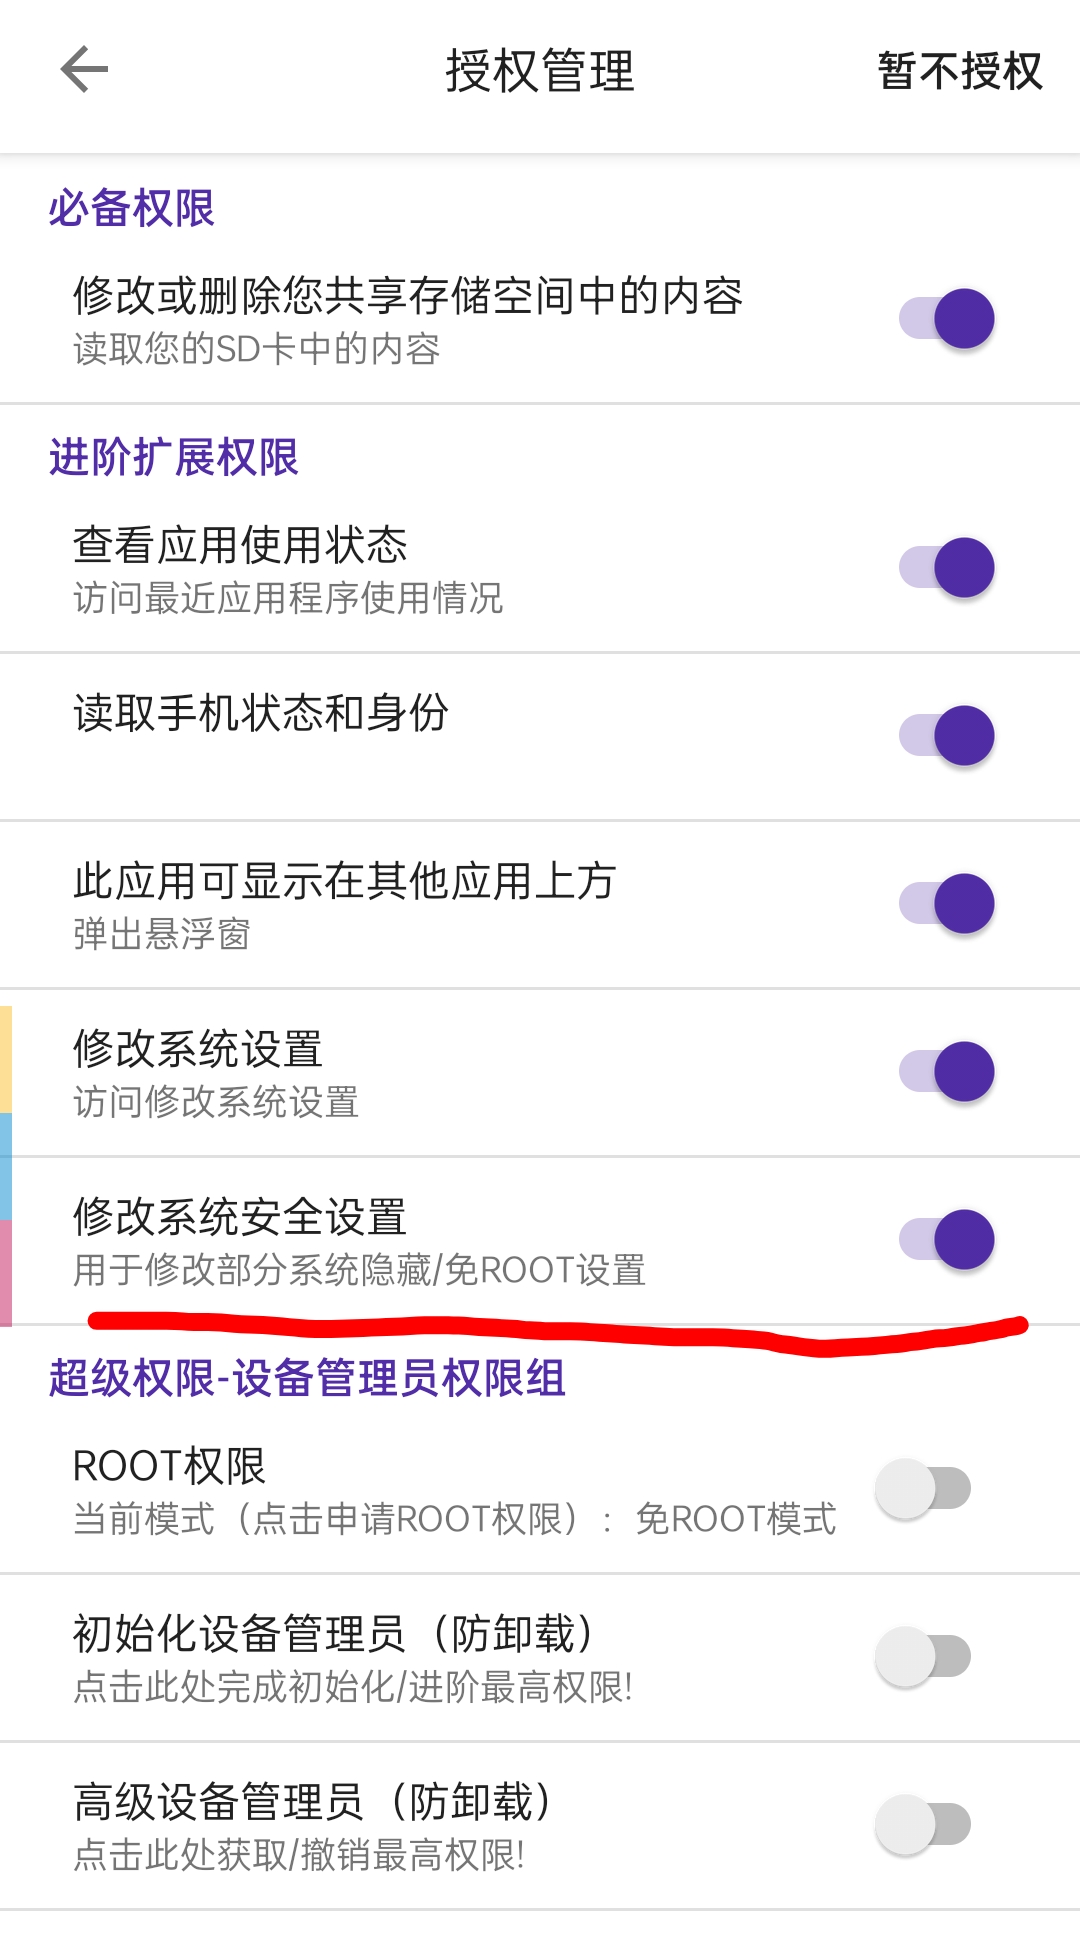 授权管理 暂不授权
必备权限
修改或删除您共享存储空间中的内容
读取您的SD卡中的内容
进阶扩展权限
查看应用使用状态
访问最近应用程序使用情况
读取手机状态和身份
此应用可显示在其他应用上方
弹出悬浮窗
修改系统设置
访问修改系统设置
修改系统安全设置
用于修改部分系统隐藏/免ROOT设置
超级权限-设备管理员权限组
ROOT权限
当前模式（点击申请ROOT权限）：免ROOT模式
初始化设备管理员（防卸载）
点击此处完成初始化/进阶最高权限!
高级设备管理员（防卸载）
点击此处获取/撤销最高权限!